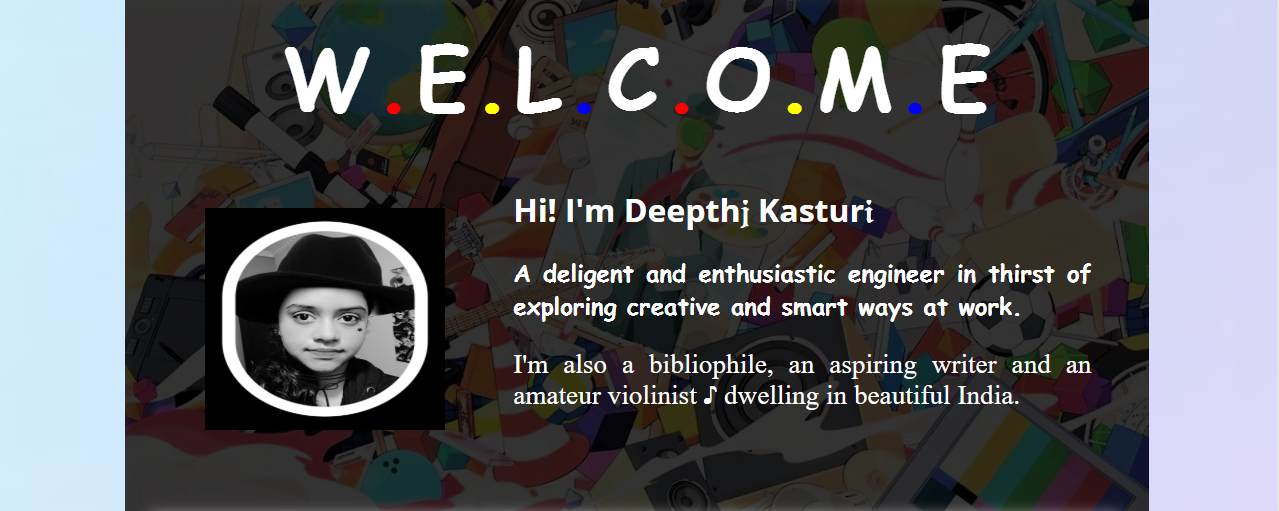 W.E.L.C.O.M.E
Hi! I'm Deepthj Kasturi
A deligent and enthusiastic engineer in thirst of
exploring creative and smart ways at work.
I'm also a bibliophile, an aspiring writer and an
amateur violinist ♪ dwelling in beautiful India.